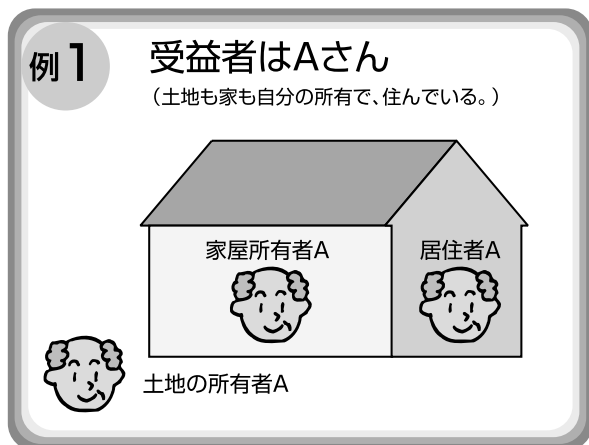 例1
受益者はAさん
（土地も家も自分の所有で、住んでいる。）
家屋所有者A
居住者A
土地の所有者A